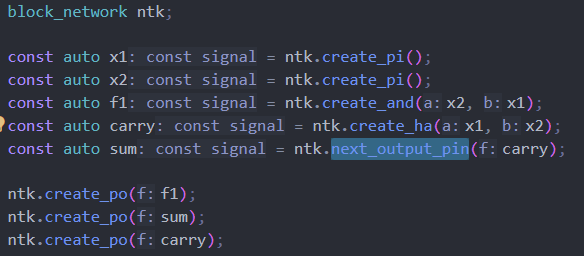 block_network ntk;
const auto x1: const signal = ntk.create_pi();
const auto x2: const signal = ntk.create_pi();
const auto f1: const signal = ntk.create_and(a: x2, b: x1);
const auto carry: const signal = ntk.create_ha(a: x1, b: x2);
const auto sum: const signal = ntk.next_output_pin(f: carry);
ntk.create_po(f: f1);
ntk.create_po(f: sum);
ntk.create_po(f: carry);